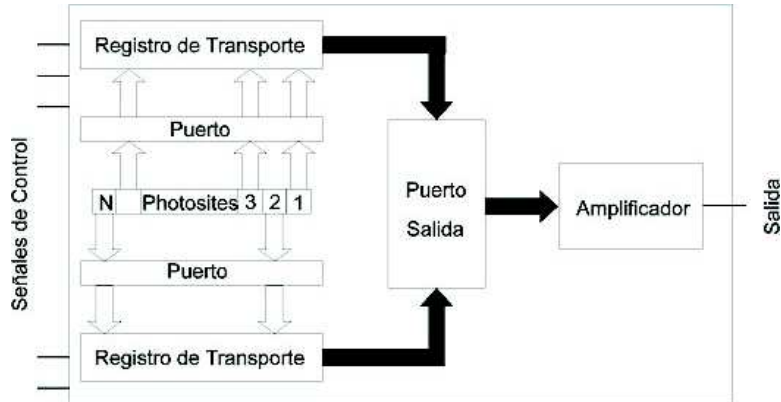 Registro de Transporte
Puerto
N Photosites 3 2 1
Puerto
Registro de Transporte
Señales de Control
Puerto
Salida
Amplificador
Salida